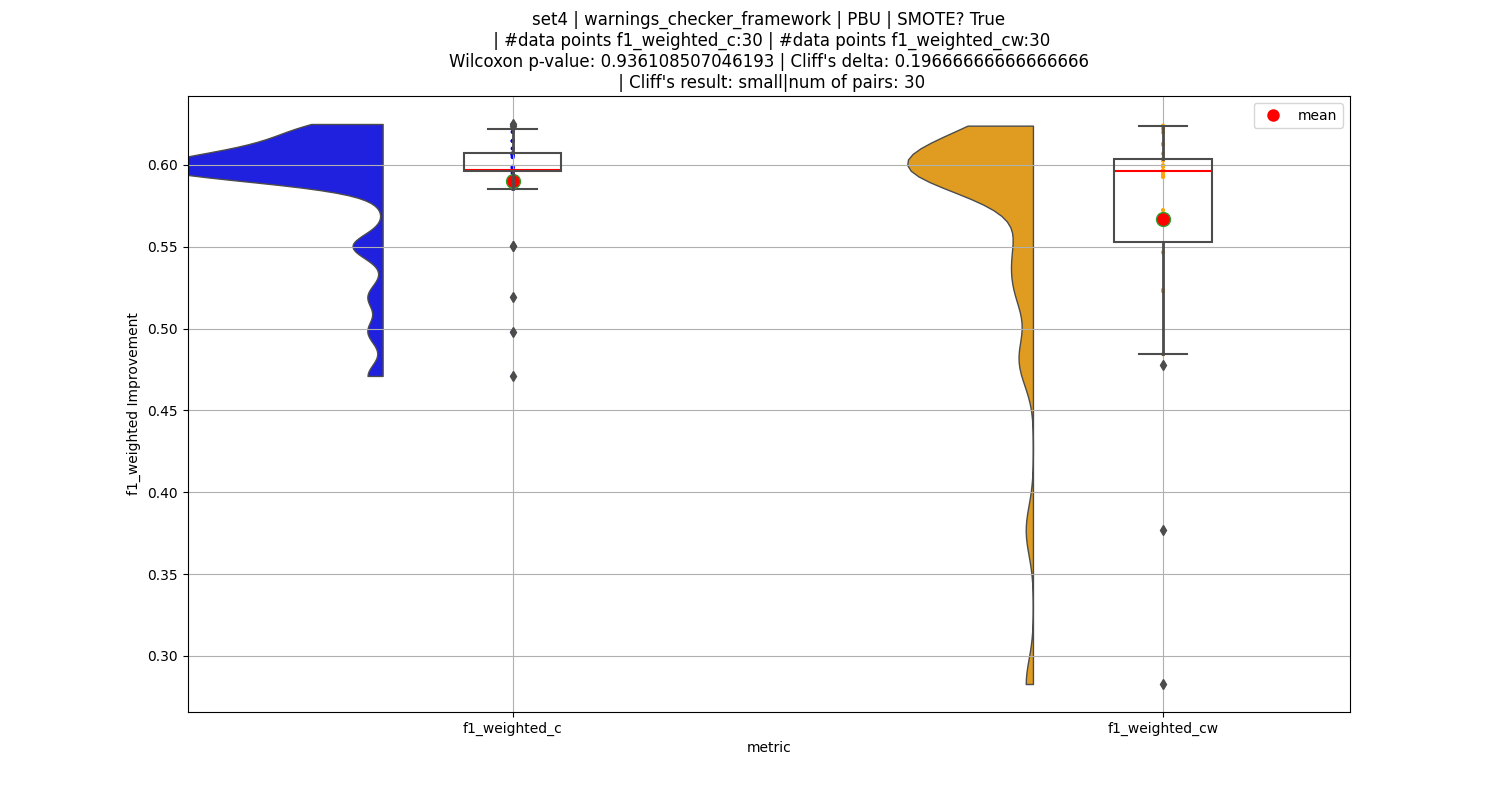 set4 | warnings_checker_framework | PBU | SMOTE? True
| #data points f1_weighted_c:30 | #data points f1_weighted_cw:30
Wilcoxon p-value: 0.936108507046193 | Cliff's delta: 0.19666666666666666
| Cliff's result: small|num of pairs: 30
mean
0.60
0.55
0.50
0.45
0.40
0.35
0.30
f1_weighted Improvement
f1_weighted_c
f1_weighted_cw
metric